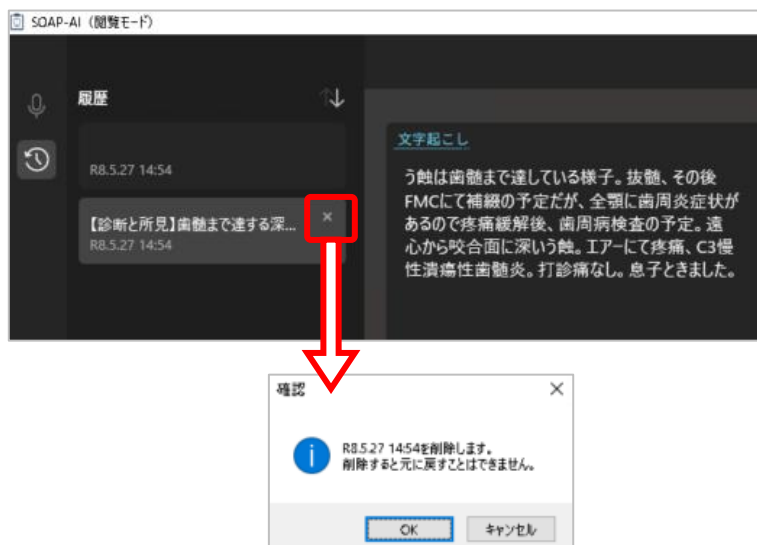 SOAP-AI（閲覧モード）
履歴
R8.5.27 14:54
【診断と所見】歯髄まで達する深...
R8.5.27 14:54
文字起こし
う蝕は歯髄まで達している様子。抜髄、その後
FMCにて補綴の予定だが、全顎に歯周炎症状が
あるので疼痛緩解後、歯周病検査の予定。遠
心から咬合面に深いう蝕。エアーにて疼痛、C3慢
性潰瘍性歯髄炎。打診痛なし。息子ときました。
確認
R8.5.27 14:54を削除します。
削除すると元に戻すことはできません。
OK
キャンセル